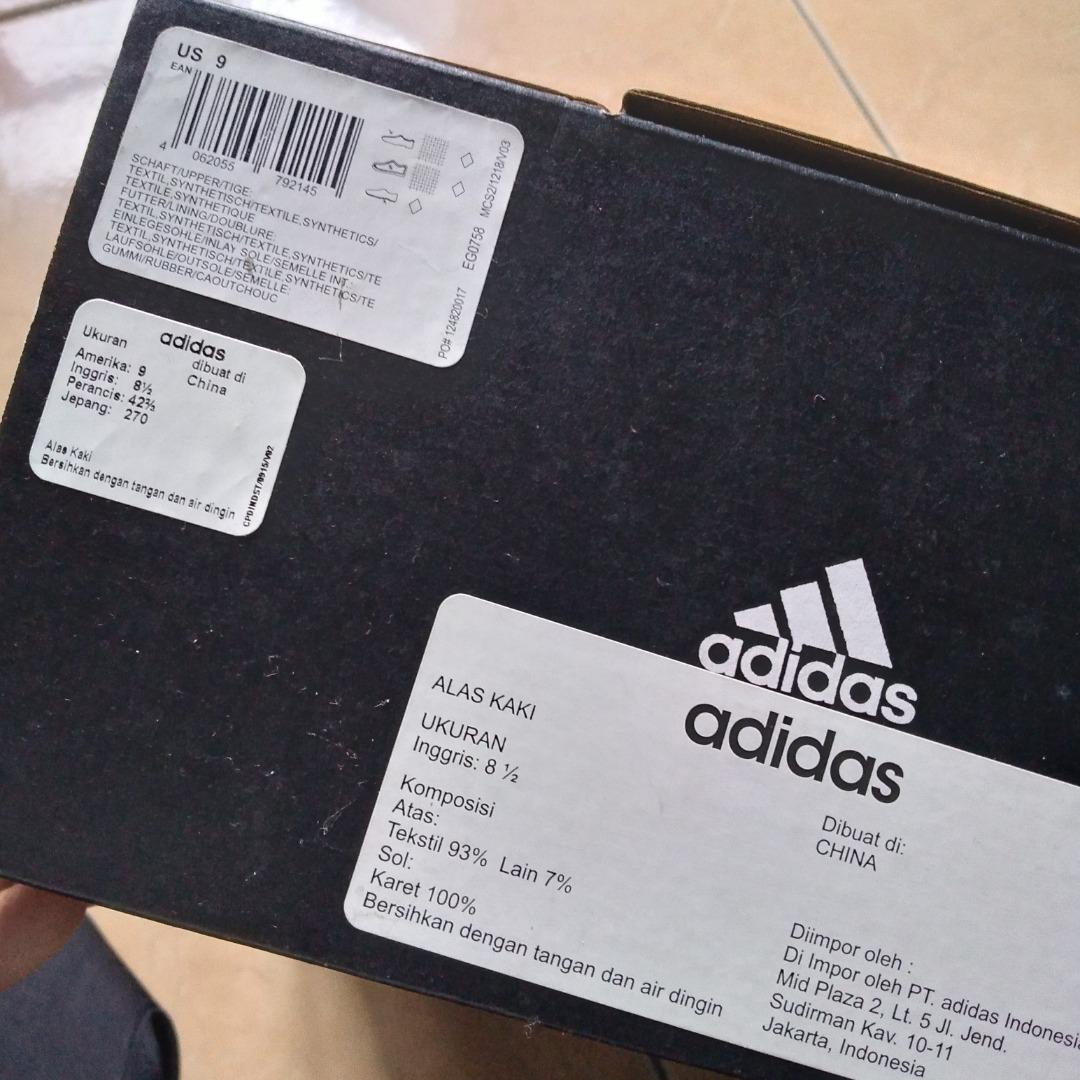 US 9
EAN
4 062055 792145
SCHAFT/UPPER/TIGE:
TEXTIL,SYNTHETISCH/TEXTILE,SYNTHETICS/
TEXTILE,SYNTHETIQUE
FUTTER/LINING/DOUBLURE:
TEXTIL,SYNTHETISCH/TEXTILE,SYNTHETICS/TE
EINLEGESOHLE/INLAY SOLE/SEMELLE INT.:
TEXTIL,SYNTHETISCH/TEXTILE,SYNTHETICS/TE
LAUFSOHLE/OUTSOLE/SEMELLE:
GUMMI/RUBBER/CAOUTCHOUC
PO# 124820017 EG0758 MCS2/1218/V03
Ukuran
adidas
dibuat di
China
Amerika: 9
Inggris: 8½
Perancis: 42⅔
Jepang: 270
Alas Kaki
Bersihkan dengan tangan dan air dingin
CPDINDST/0915/V02
adidas
adidas
ALAS KAKI
UKURAN
Inggris: 8 ½
Komposisi
Atas:
Tekstil 93% Lain 7%
Sol:
Karet 100%
Bersihkan dengan tangan dan air dingin
Dibuat di:
CHINA
Diimpor oleh :
Di Impor oleh PT. adidas Indonesia
Mid Plaza 2, Lt. 5 Jl. Jend.
Sudirman Kav. 10-11
Jakarta, Indonesia